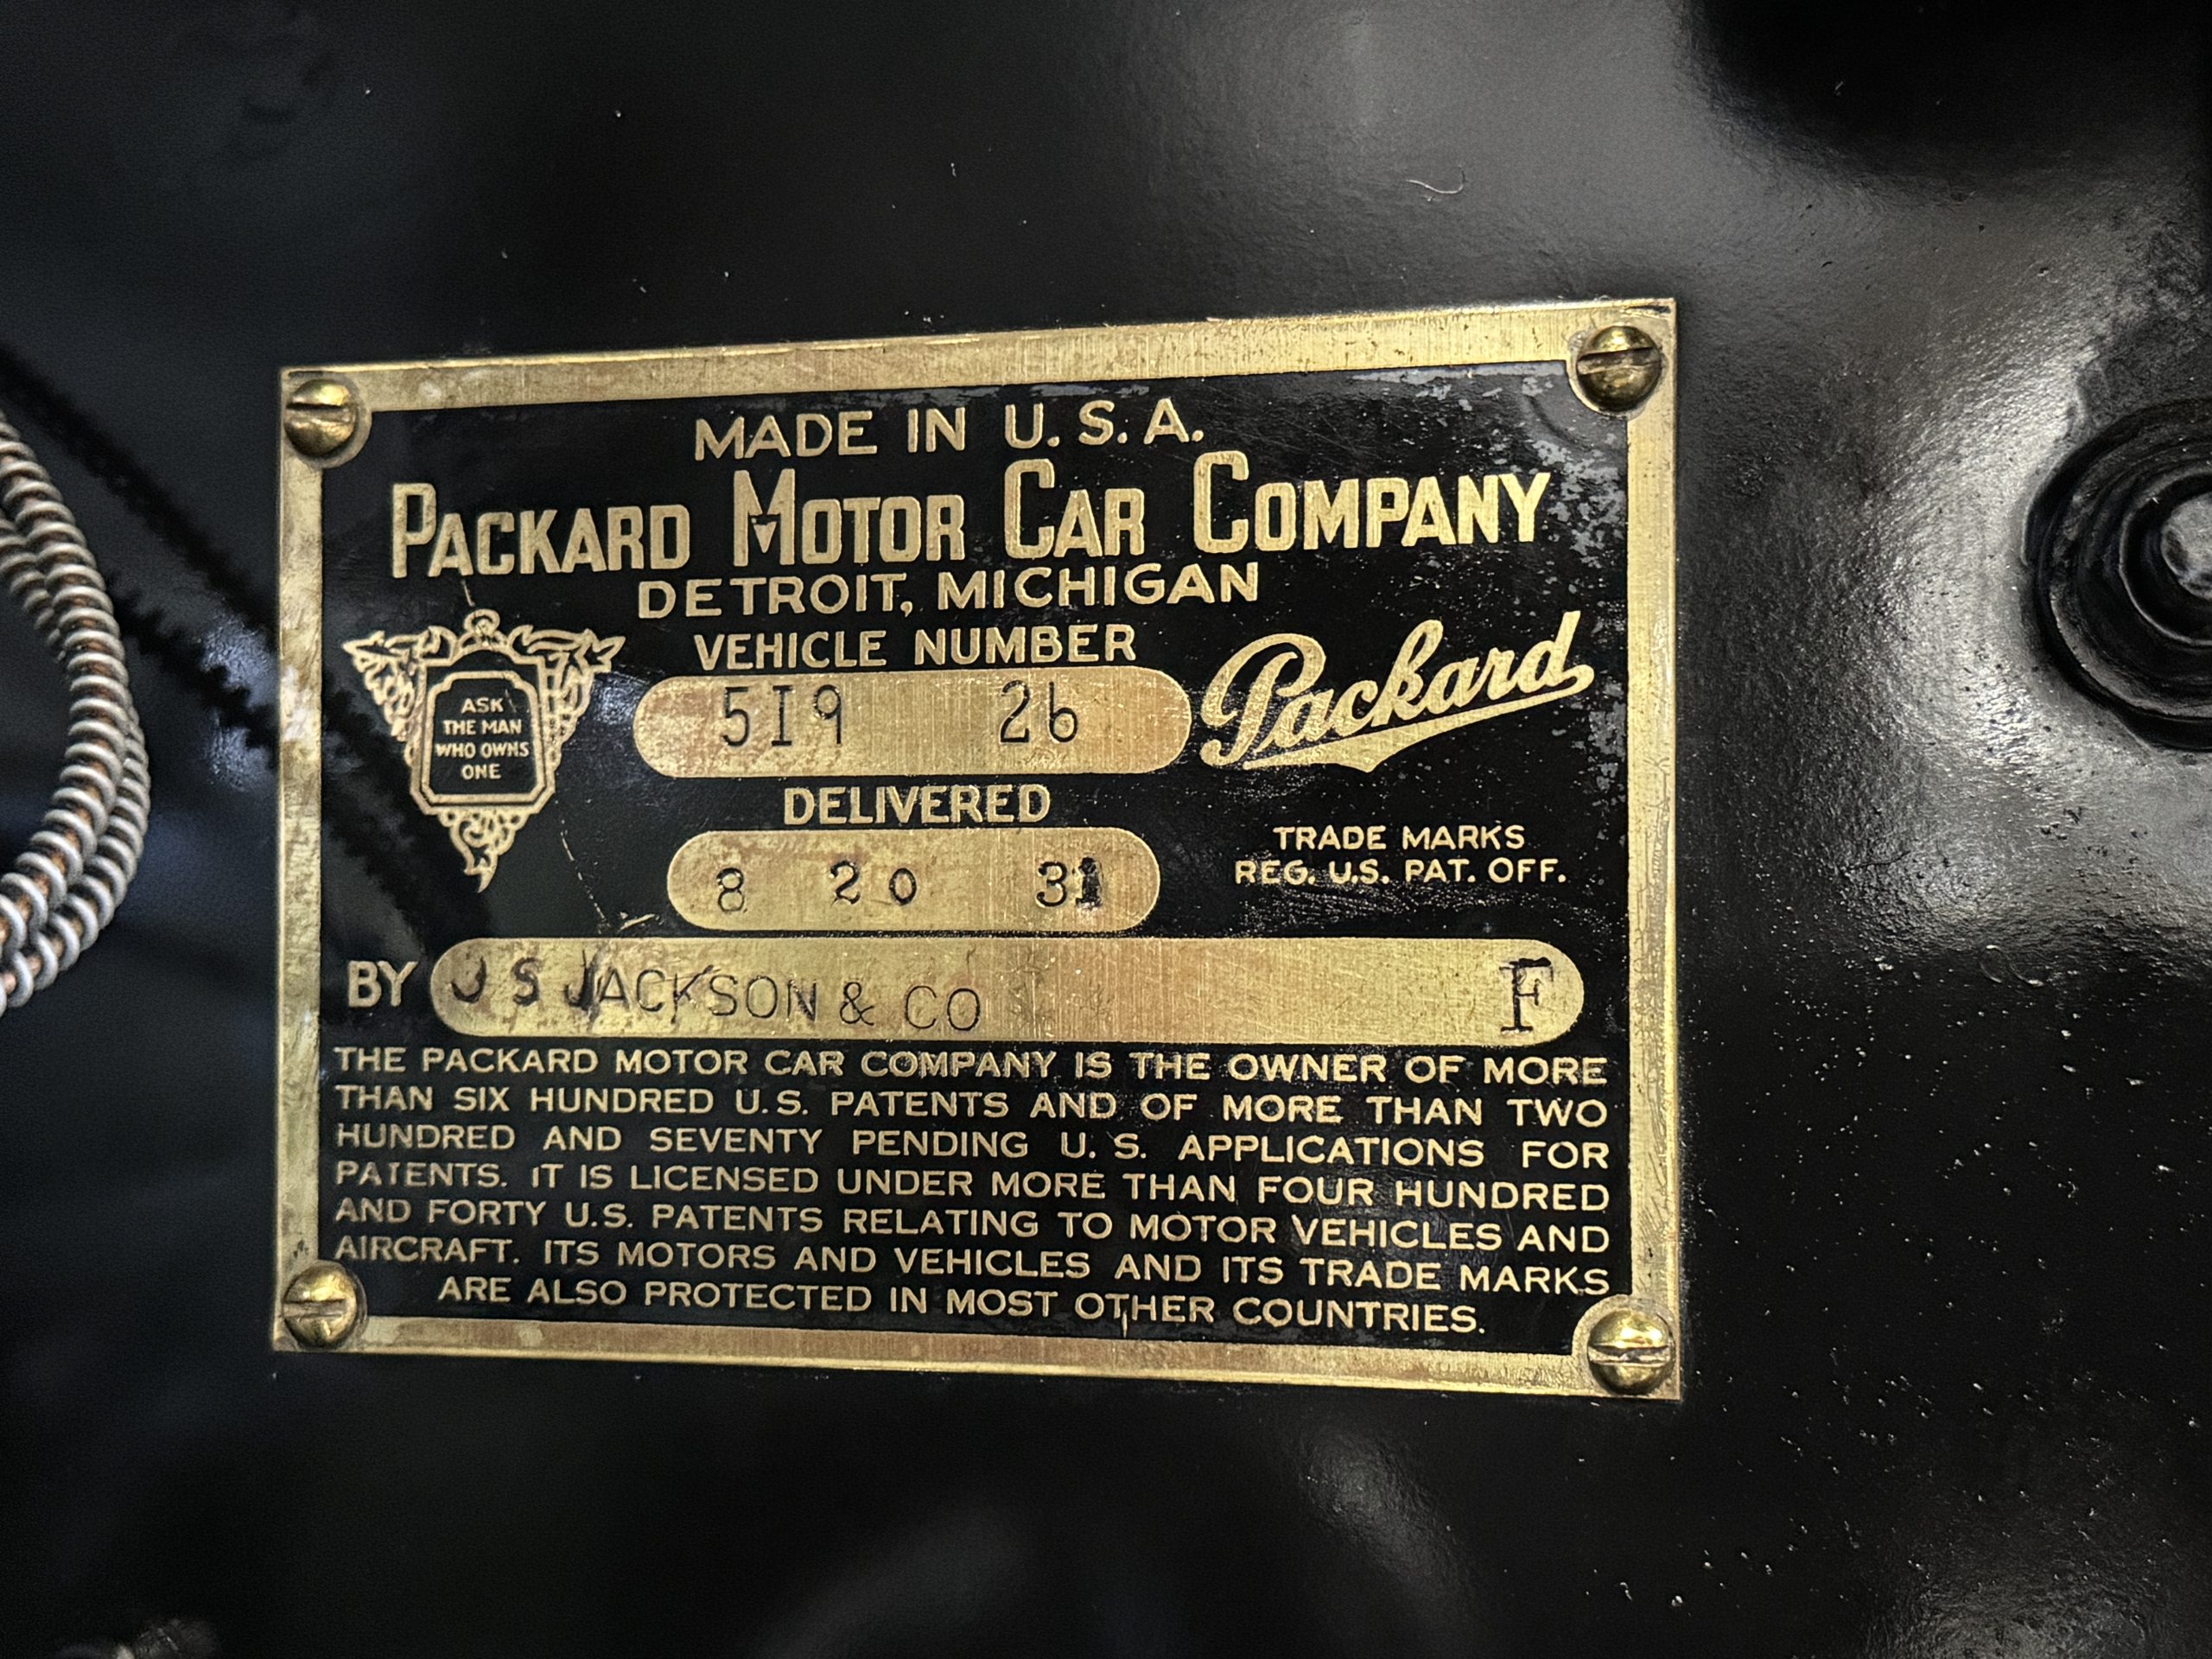 MADE IN U.S.A.
PACKARD MOTOR CAR COMPANY
DETROIT, MICHIGAN
VEHICLE NUMBER
519 26
ASK
THE MAN
WHO OWNS
ONE
Packard
DELIVERED
8 20 31
TRADE MARKS
REG. U.S. PAT. OFF.
BY J S JACKSON & CO F
THE PACKARD MOTOR CAR COMPANY IS THE OWNER OF MORE
THAN SIX HUNDRED U.S. PATENTS AND OF MORE THAN TWO
HUNDRED AND SEVENTY PENDING U.S. APPLICATIONS FOR
PATENTS. IT IS LICENSED UNDER MORE THAN FOUR HUNDRED
AND FORTY U.S. PATENTS RELATING TO MOTOR VEHICLES AND
AIRCRAFT. ITS MOTORS AND VEHICLES AND ITS TRADE MARKS
ARE ALSO PROTECTED IN MOST OTHER COUNTRIES.